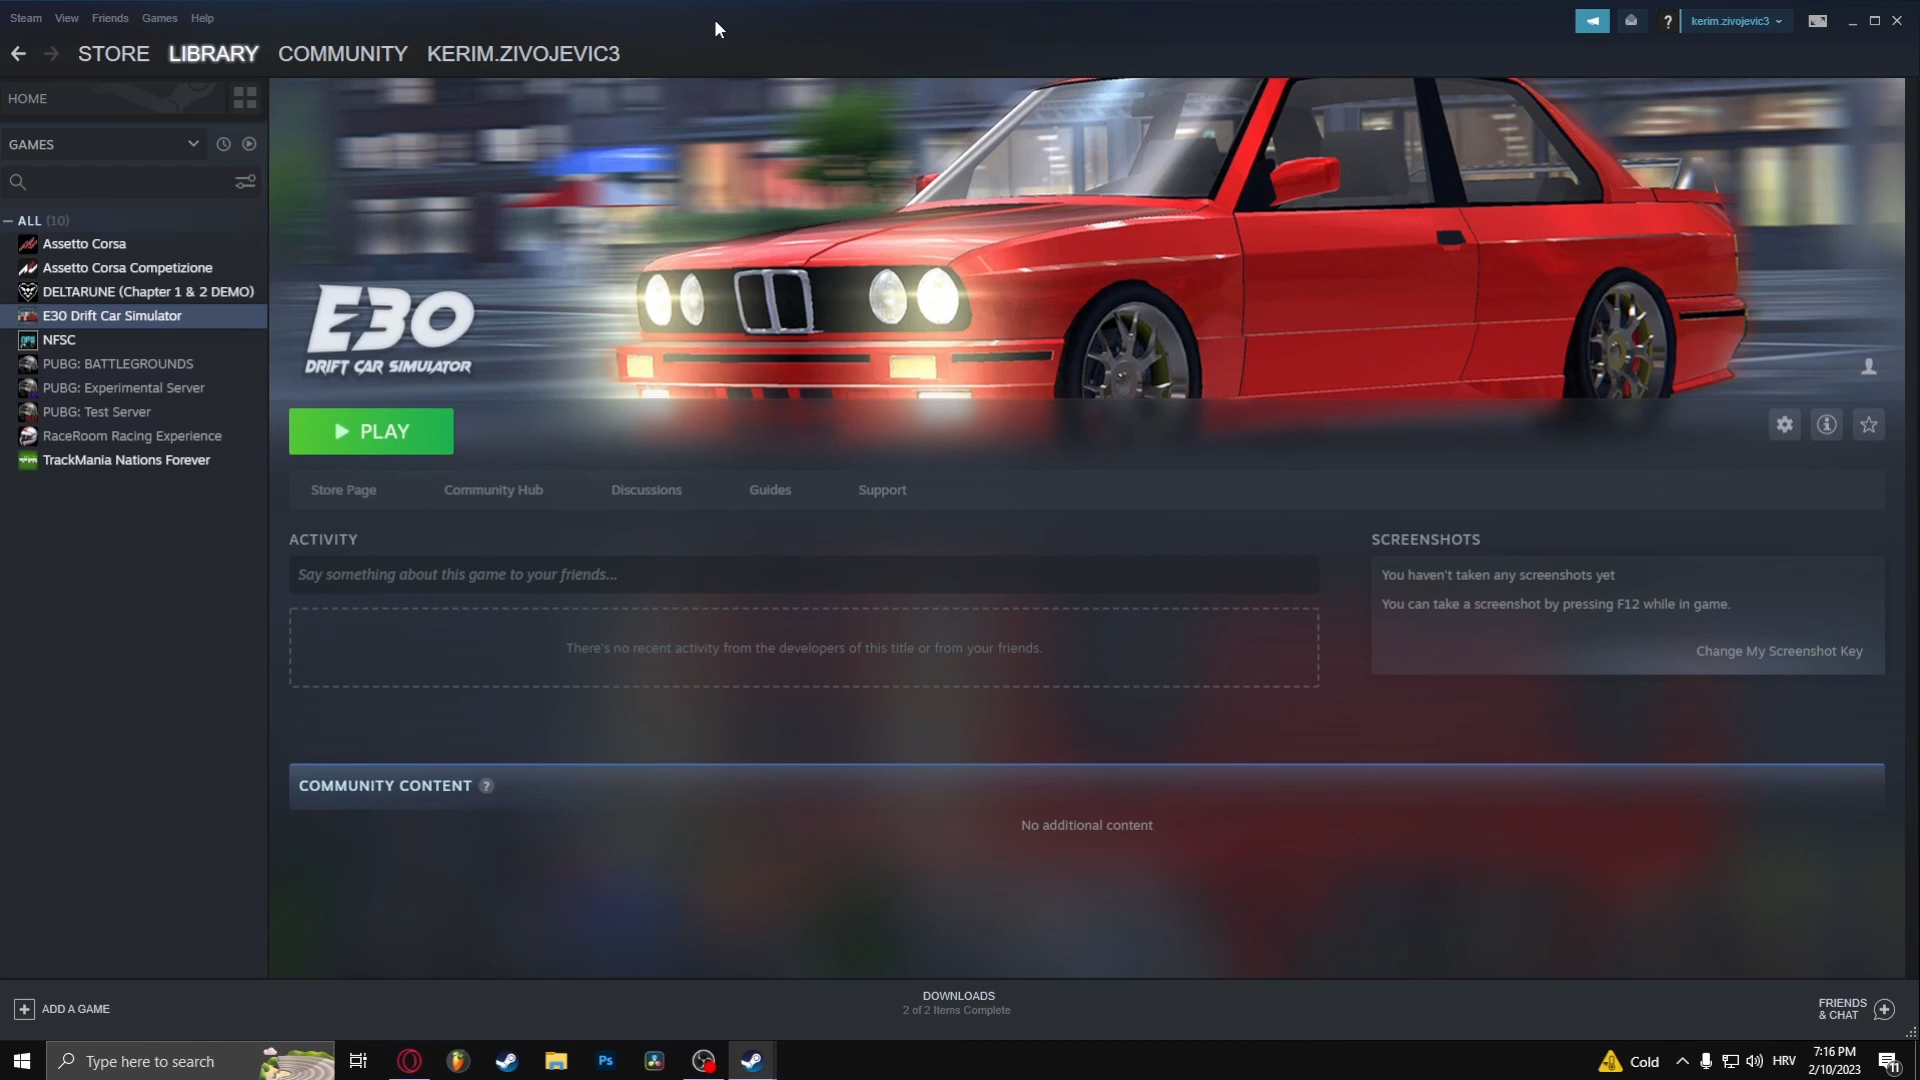 Steam View Friends Games Help
kerim.zivojevic3
STORE LIBRARY COMMUNITY KERIM.ZIVOJEVIC3
HOME
GAMES
ALL (10)
Assetto Corsa
Assetto Corsa Competizione
DELTARUNE (Chapter 1 & 2 DEMO)
E30 Drift Car Simulator
NFSC
PUBG: BATTLEGROUNDS
PUBG: Experimental Server
PUBG: Test Server
RaceRoom Racing Experience
TrackMania Nations Forever
E30
DRIFT CAR SIMULATOR
PLAY
Store Page Community Hub Discussions Guides Support
ACTIVITY
Say something about this game to your friends...
There's no recent activity from the developers of this title or from your friends.
SCREENSHOTS
You haven't taken any screenshots yet
You can take a screenshot by pressing F12 while in game.
Change My Screenshot Key
COMMUNITY CONTENT ?
No additional content
ADD A GAME
DOWNLOADS
2 of 2 Items Complete
FRIENDS
& CHAT
Type here to search
Ps
Cold
HRV
7:16 PM
2/10/2023
11